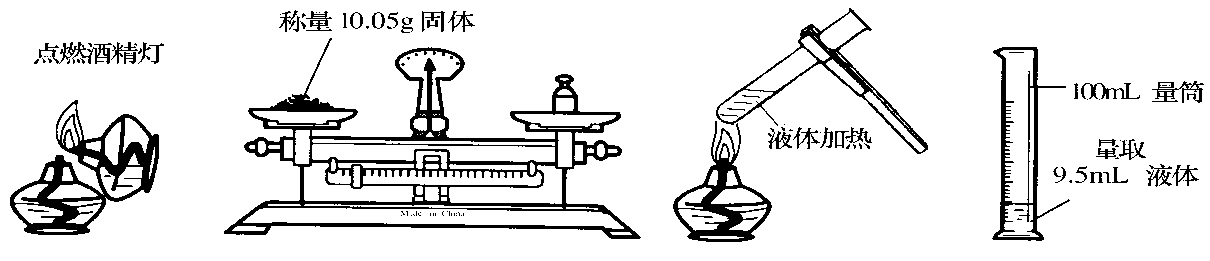 点燃酒精灯
称量 10.05g 固体
Made in China
液体加热
100mL 量筒
量取
9.5mL 液体